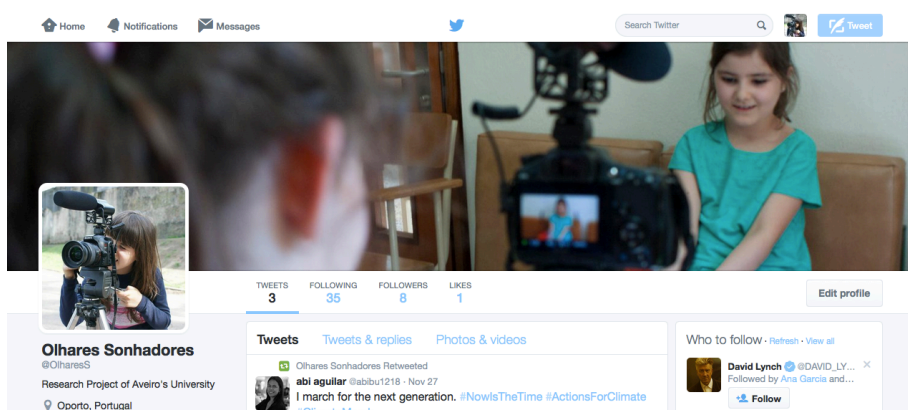 Home Notifications Messages Search Twitter Tweet
TWEETS FOLLOWING FOLLOWERS LIKES
3 35 8 1
Edit profile
Olhares Sonhadores
@OlharesS
Research Project of Aveiro's University
Oporto, Portugal
Tweets Tweets & replies Photos & videos
Olhares Sonhadores Retweeted
abi aguilar @abibu1218 · Nov 27
I march for the next generation. #NowIsTheTime #ActionsForClimate
Who to follow · Refresh · View all
David Lynch @DAVID_LY...
Followed by Ana Garcia and...
Follow